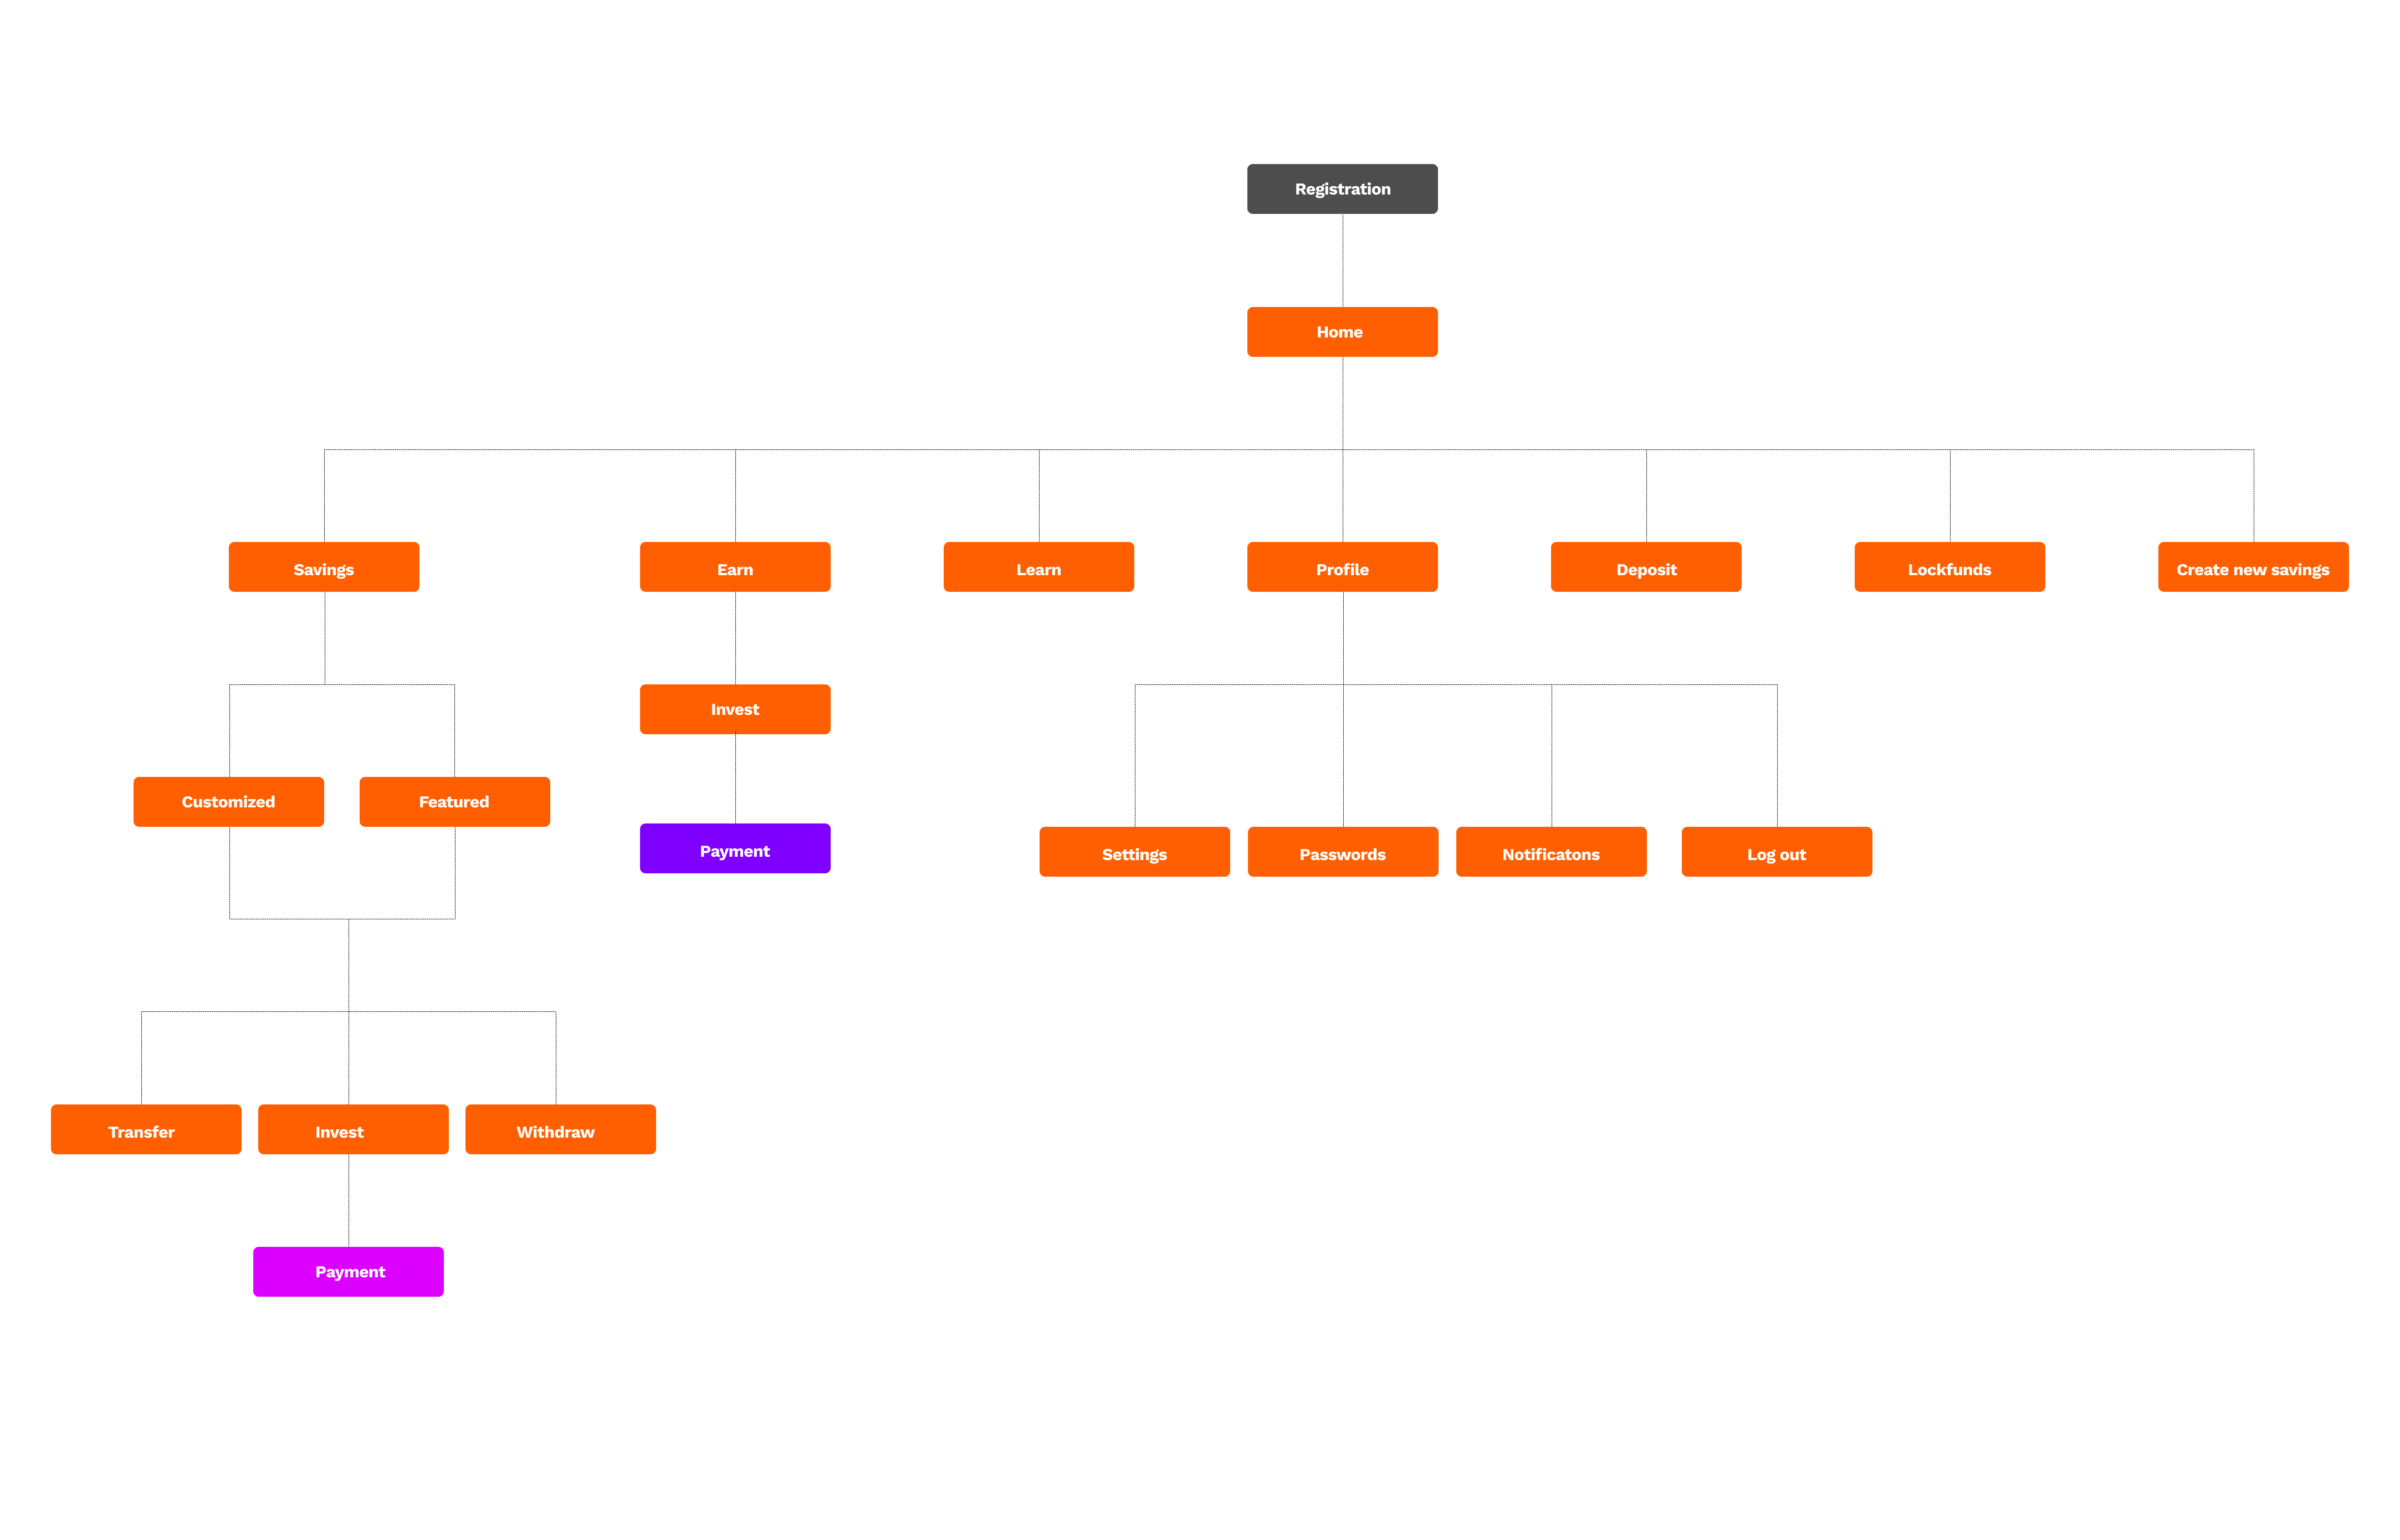 Registration
Home
Savings
Earn
Learn
Profile
Deposit
Lockfunds
Create new savings
Invest
Customized
Featured
Payment
Settings
Passwords
Notificatons
Log out
Transfer
Invest
Withdraw
Payment